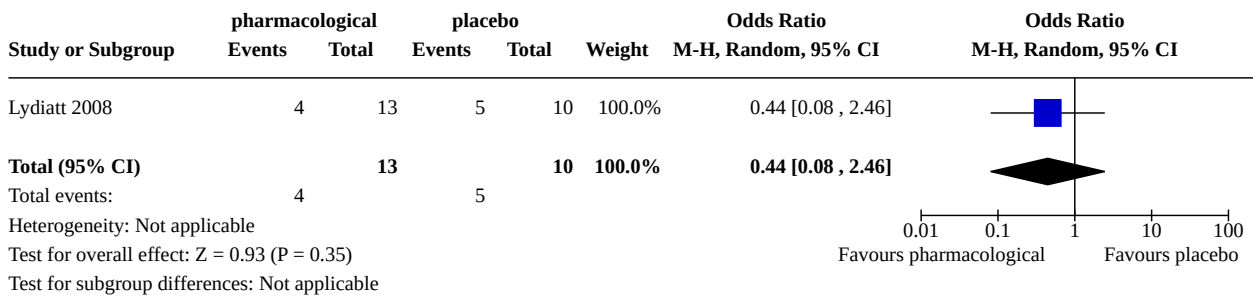 pharmacological placebo Odds Ratio Odds Ratio
Study or Subgroup Events Total Events Total Weight M-H, Random, 95% CI M-H, Random, 95% CI
Lydiatt 2008 4 13 5 10 100.0% 0.44 [0.08 , 2.46]
Total (95% CI) 13 10 100.0% 0.44 [0.08 , 2.46]
Total events: 4 5
Heterogeneity: Not applicable
0.01 0.1 1 10 100
Test for overall effect: Z = 0.93 (P = 0.35)
Favours pharmacological Favours placebo
Test for subgroup differences: Not applicable